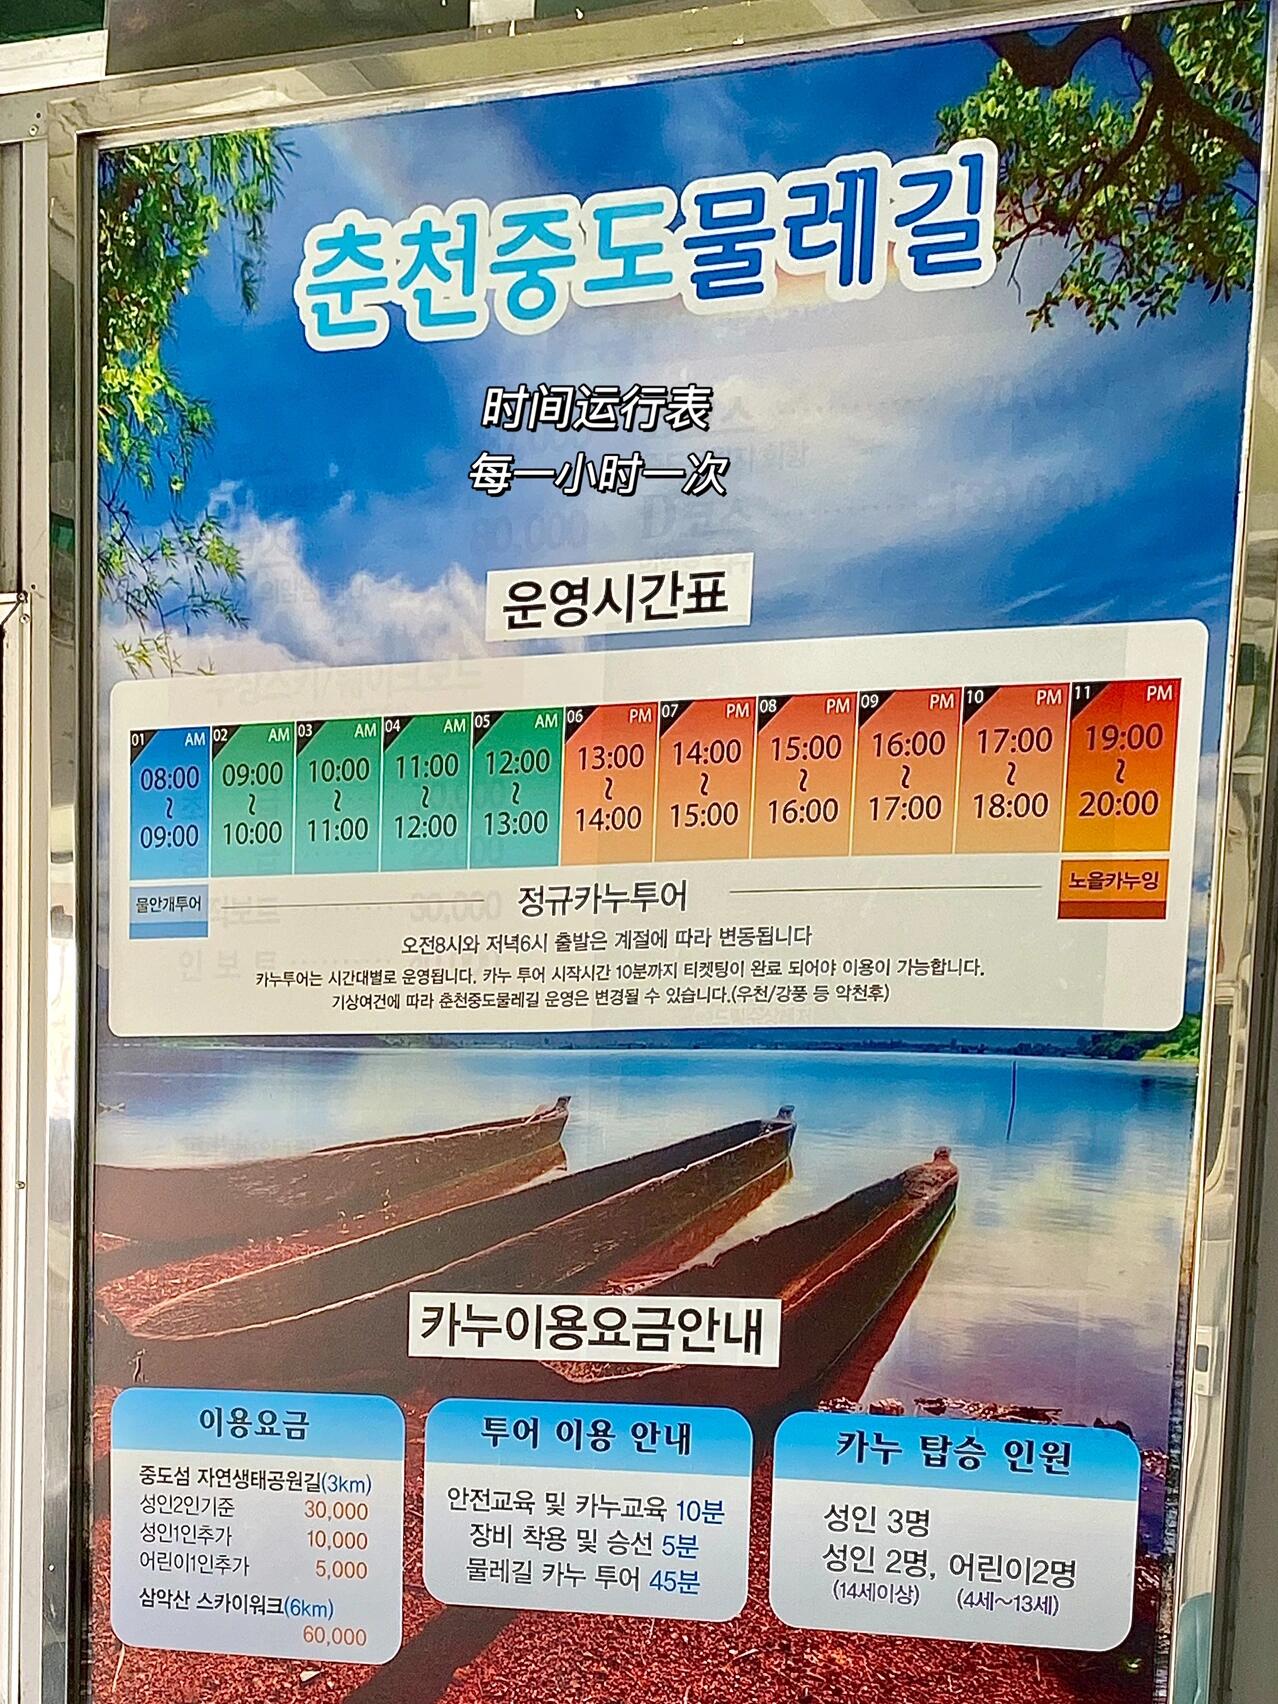 춘천중도물레길
时间运行表
每一小时一次
운영시간표
01 AM 02 AM 03 AM 04 AM 05 AM 06 PM 07 PM 08 PM 09 PM 10 PM 11 PM
08:00 09:00 10:00 11:00 12:00 13:00 14:00 15:00 16:00 17:00 19:00
~ ~ ~ ~ ~ ~ ~ ~ ~ ~ ~
09:00 10:00 11:00 12:00 13:00 14:00 15:00 16:00 17:00 18:00 20:00
물안개투어 정규카누투어 노을카누잉
오전8시와 저녁6시 출발은 계절에 따라 변동됩니다
카누투어는 시간대별로 운영됩니다. 카누 투어 시작시간 10분까지 티켓팅이 완료 되어야 이용이 가능합니다.
기상여건에 따라 춘천중도물레길 운영은 변경될 수 있습니다.(우천/강풍 등 악천후)
카누이용요금안내
이용요금
중도섬 자연생태공원길(3km)
성인2인기준 30,000
성인1인추가 10,000
어린이1인추가 5,000
삼악산 스카이워크(6km)
60,000
투어 이용 안내
안전교육 및 카누교육 10분
장비 착용 및 승선 5분
물레길 카누 투어 45분
카누 탑승 인원
성인 3명
성인 2명, 어린이2명
(14세이상) (4세~13세)